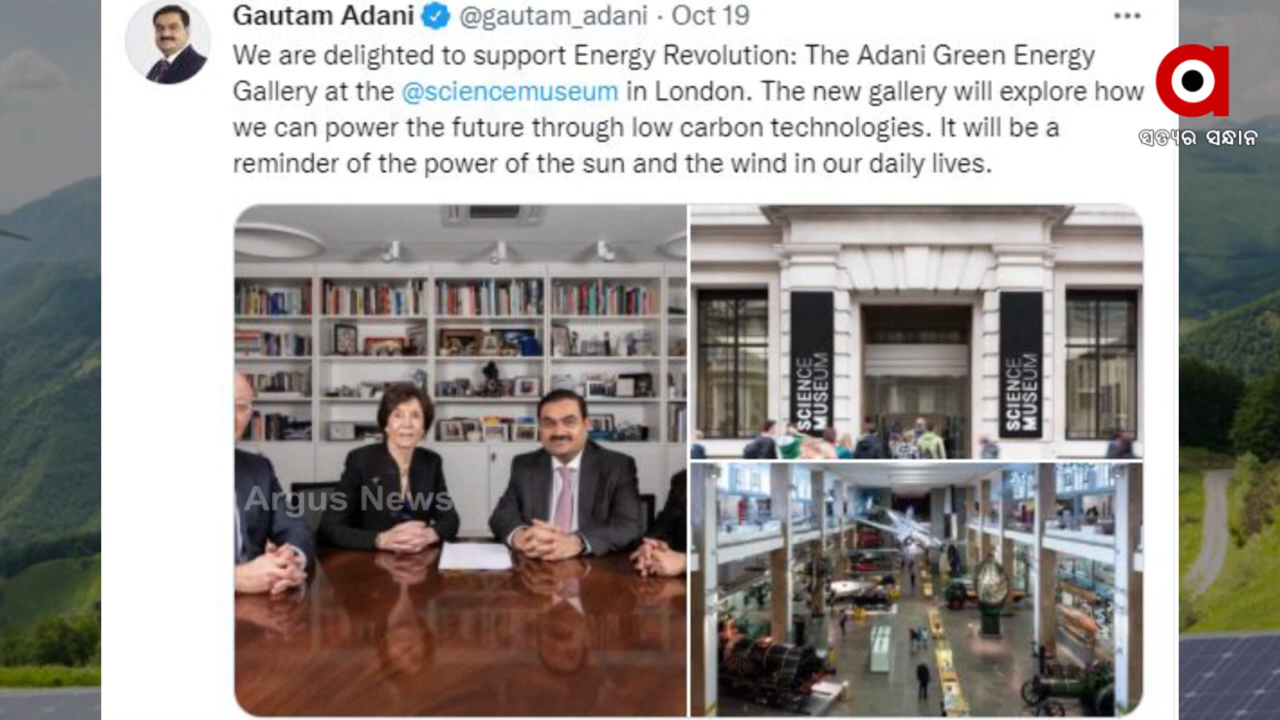 Gautam Adani @gautam_adani · Oct 19
We are delighted to support Energy Revolution: The Adani Green Energy
Gallery at the @sciencemuseum in London. The new gallery will explore how
we can power the future through low carbon technologies. It will be a
reminder of the power of the sun and the wind in our daily lives.
ସତ୍ୟର ସନ୍ଧାନ
SCIENCE
MUSEUM
SCIENCE
MUSEUM
Argus News